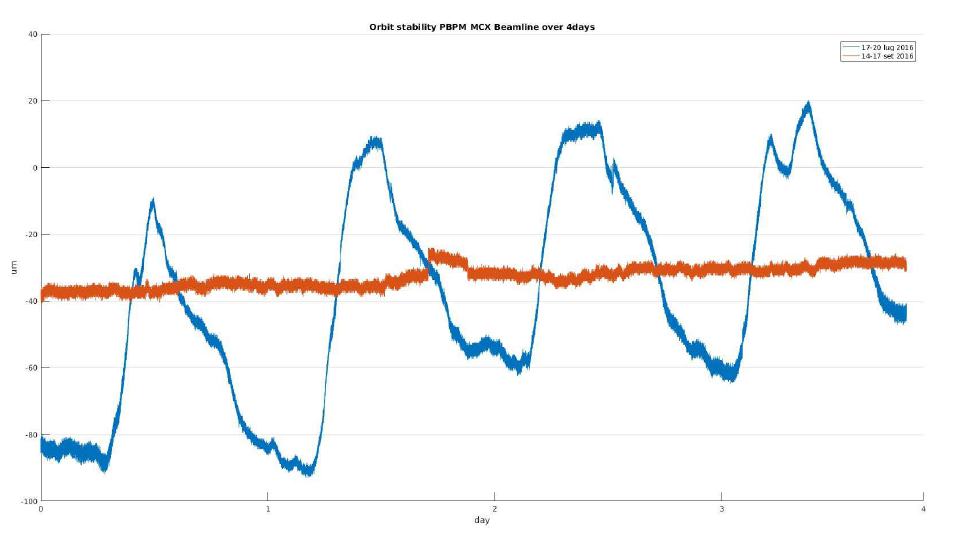 Orbit stability PBPM MCX Beamline over 4days
17-20 lug 2016
14-17 set 2016
40
20
0
-20
-40
-60
-80
-100
um
0 1 2 3 4
day